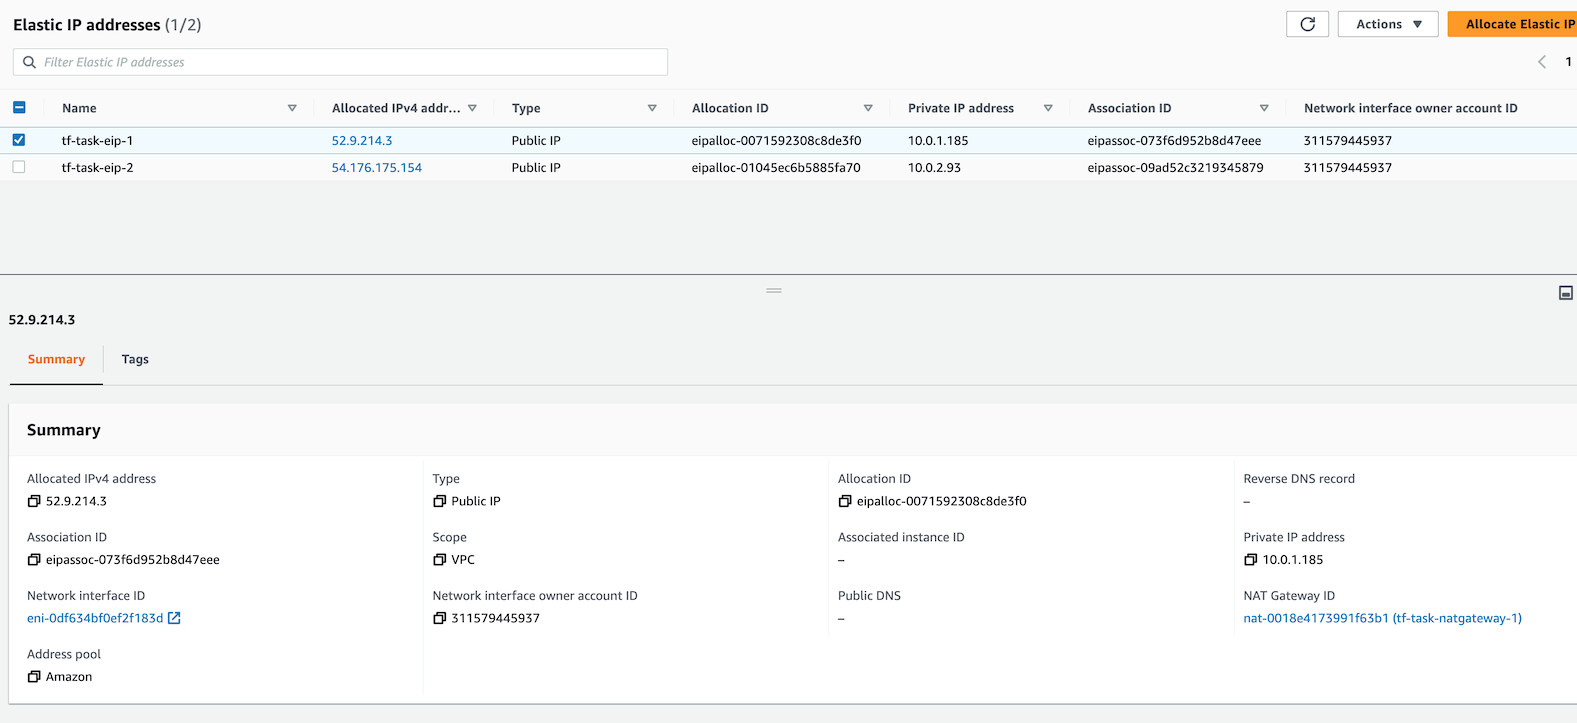 Elastic IP addresses (1/2)
Actions
Allocate Elastic IP
Filter Elastic IP addresses
1
Name Allocated IPv4 addr... Type Allocation ID Private IP address Association ID Network interface owner account ID
tf-task-eip-1 52.9.214.3 Public IP eipalloc-0071592308c8de3f0 10.0.1.185 eipassoc-073f6d952b8d47eee 311579445937
tf-task-eip-2 54.176.175.154 Public IP eipalloc-01045ec6b5885fa70 10.0.2.93 eipassoc-09ad52c3219345879 311579445937
52.9.214.3
Summary Tags
Summary
Allocated IPv4 address Type Allocation ID Reverse DNS record
52.9.214.3 Public IP eipalloc-0071592308c8de3f0 –
Association ID Scope Associated instance ID Private IP address
eipassoc-073f6d952b8d47eee VPC – 10.0.1.185
Network interface ID Network interface owner account ID Public DNS NAT Gateway ID
eni-0df634bf0ef2f183d 311579445937 – nat-0018e4173991f63b1 (tf-task-natgateway-1)
Address pool
Amazon